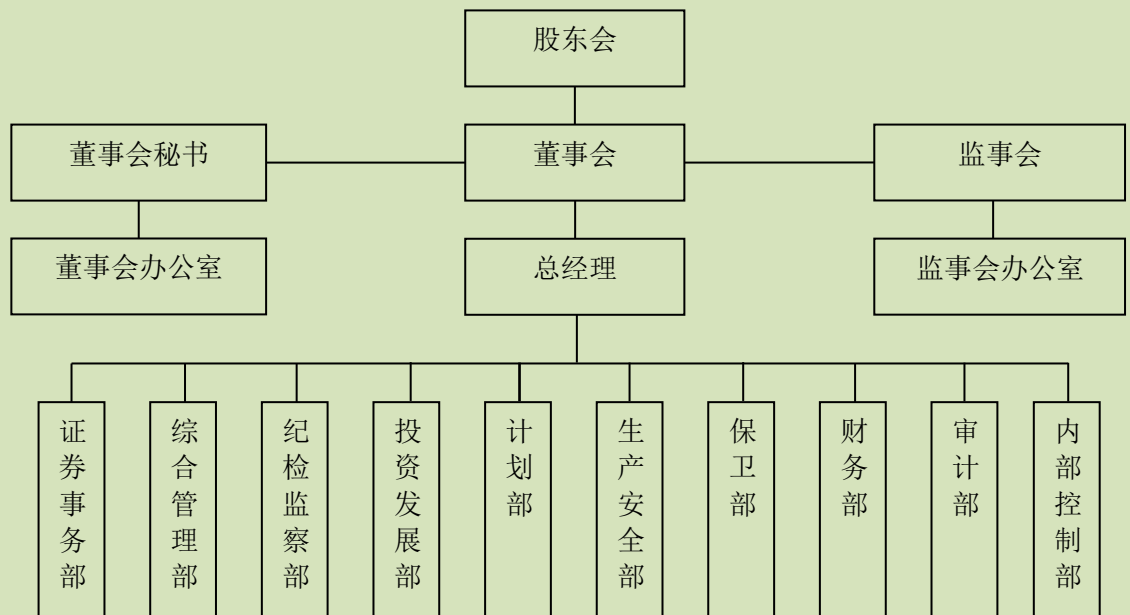 股东会
董事会秘书
董事会
监事会
董事会办公室
总经理
监事会办公室
证券事务部
综合管理部
纪检监察部
投资发展部
计划部
生产安全部
保卫部
财务部
审计部
内部控制部